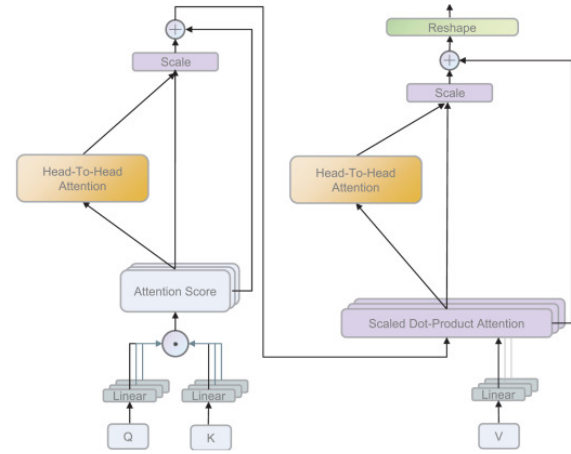 +
Scale
Head-To-Head
Attention
Attention Score
Linear
Linear
Q
K
Reshape
+
Scale
Head-To-Head
Attention
Scaled Dot-Product Attention
Linear
V